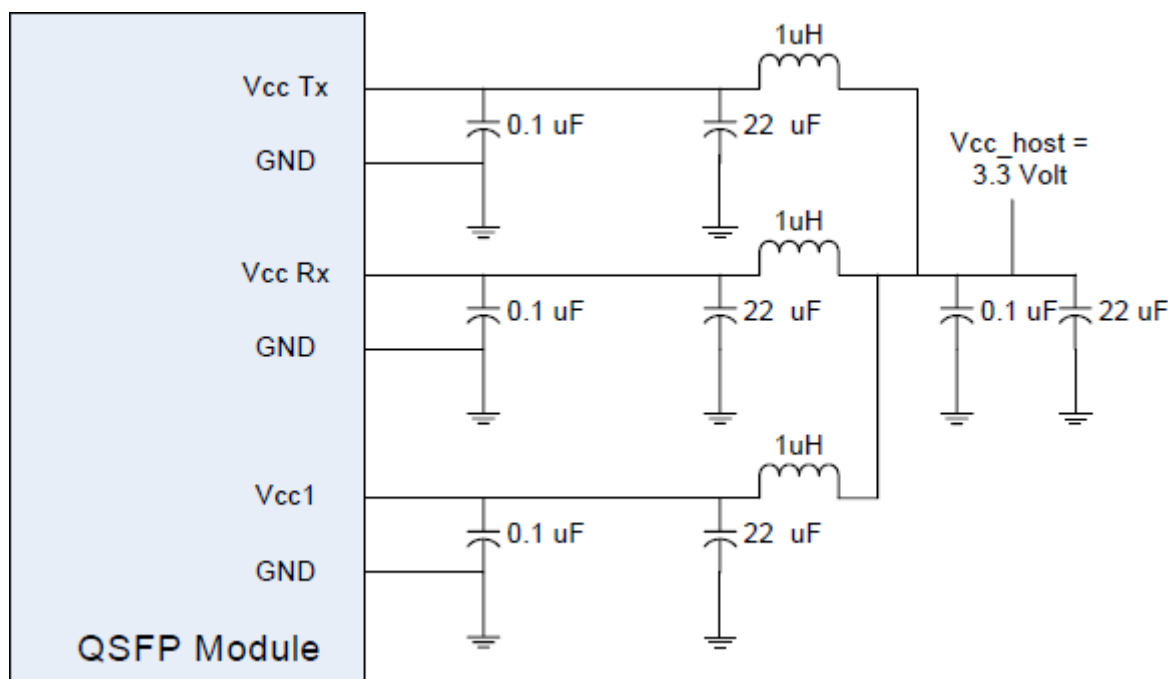 1uH
Vcc Tx
0.1 uF
22 uF
GND
Vcc_host =
3.3 Volt
1uH
Vcc Rx
0.1 uF
22 uF
0.1 uF
22 uF
GND
1uH
Vcc1
0.1 uF
22 uF
GND
QSFP Module